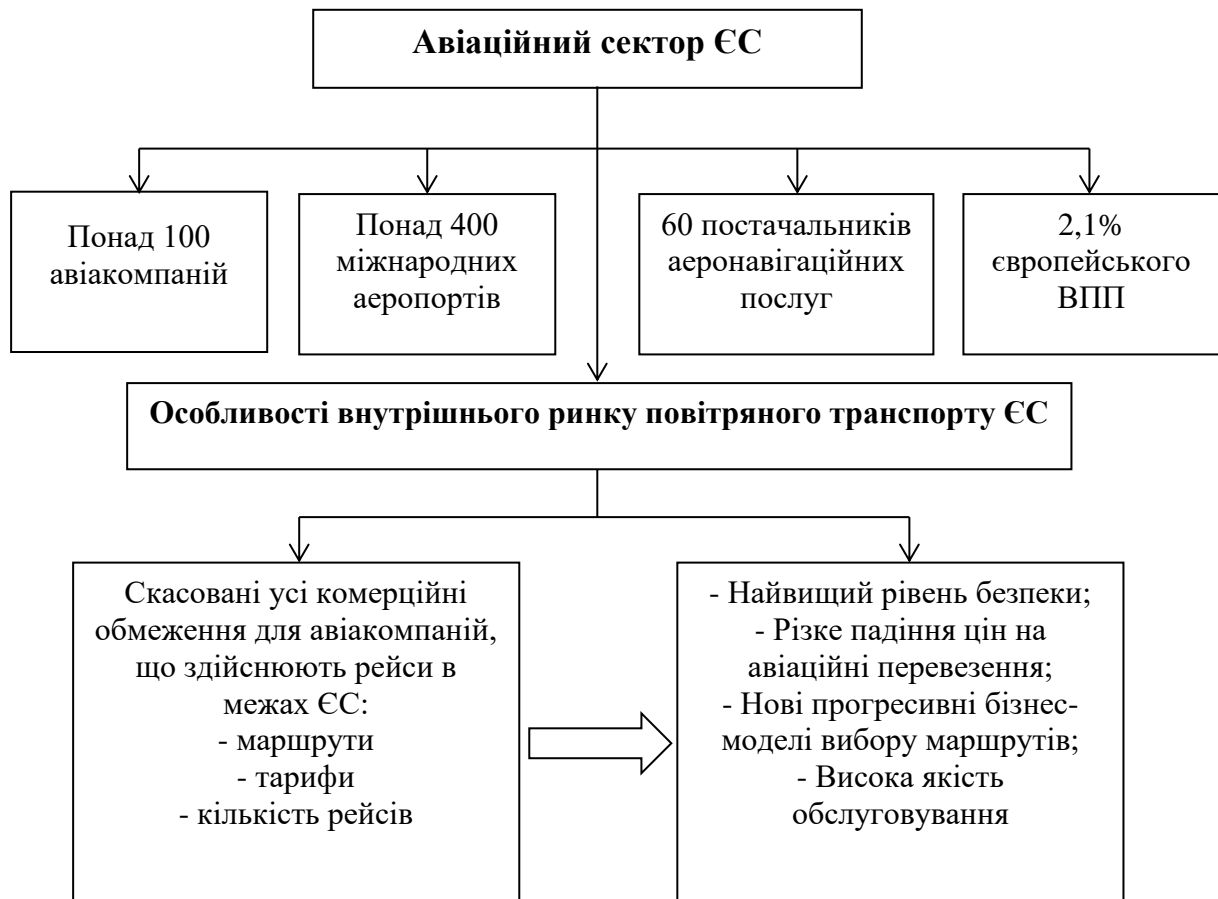 Авіаційний сектор ЄС
Понад 100
авіакомпаній
Понад 400
міжнародних
аеропортів
60 постачальників
аеронавігаційних
послуг
2,1%
європейського
ВПП
Особливості внутрішнього ринку повітряного транспорту ЄС
Скасовані усі комерційні
обмеження для авіакомпаній,
що здійснюють рейси в
межах ЄС:
- маршрути
- тарифи
- кількість рейсів
- Найвищий рівень безпеки;
- Різке падіння цін на
авіаційні перевезення;
- Нові прогресивні бізнес-
моделі вибору маршрутів;
- Висока якість
обслуговування